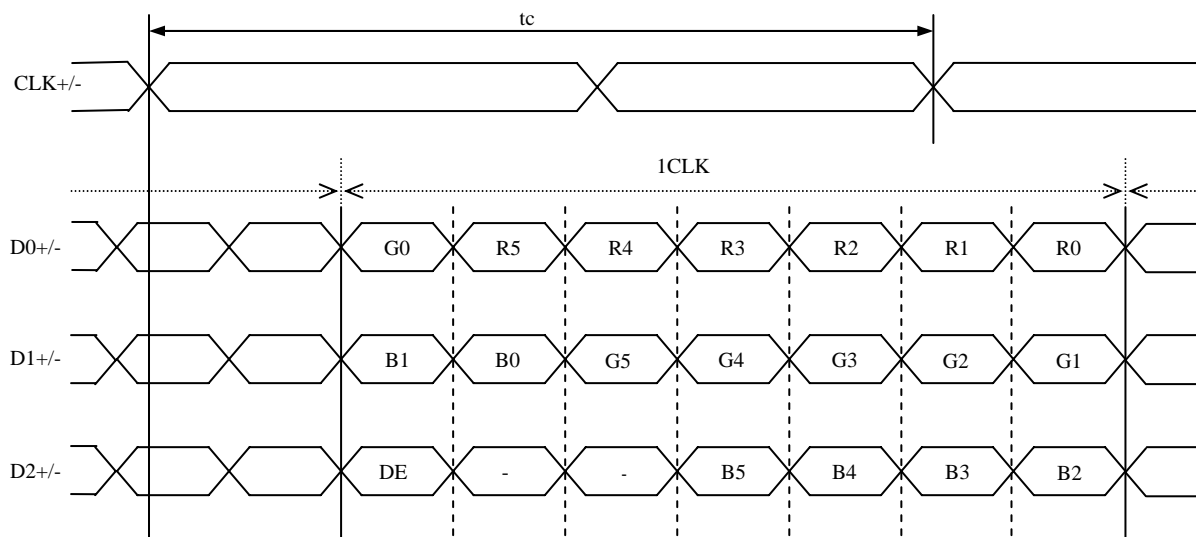 tc
CLK+/-
1CLK
D0+/- G0 R5 R4 R3 R2 R1 R0
D1+/- B1 B0 G5 G4 G3 G2 G1
D2+/- DE - - B5 B4 B3 B2